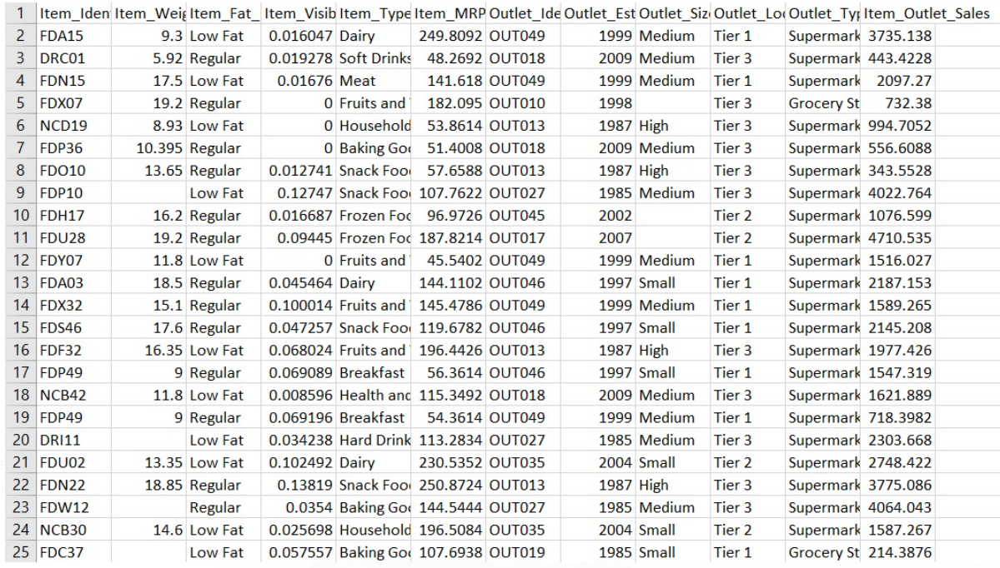 1 Item_Iden Item_Weig Item_Fat_ Item_Visib Item_Type Item_MRP Outlet_Ide Outlet_Est Outlet_Siz Outlet_Loc Outlet_Typ Item_Outlet_Sales
2 FDA15 9.3 Low Fat 0.016047 Dairy 249.8092 OUT049 1999 Medium Tier 1 Supermark 3735.138
3 DRC01 5.92 Regular 0.019278 Soft Drinks 48.2692 OUT018 2009 Medium Tier 3 Supermark 443.4228
4 FDN15 17.5 Low Fat 0.01676 Meat 141.618 OUT049 1999 Medium Tier 1 Supermark 2097.27
5 FDX07 19.2 Regular 0 Fruits and 182.095 OUT010 1998 Tier 3 Grocery St 732.38
6 NCD19 8.93 Low Fat 0 Household 53.8614 OUT013 1987 High Tier 3 Supermark 994.7052
7 FDP36 10.395 Regular 0 Baking Goo 51.4008 OUT018 2009 Medium Tier 3 Supermark 556.6088
8 FDO10 13.65 Regular 0.012741 Snack Foo 57.6588 OUT013 1987 High Tier 3 Supermark 343.5528
9 FDP10 Low Fat 0.12747 Snack Foo 107.7622 OUT027 1985 Medium Tier 3 Supermark 4022.764
10 FDH17 16.2 Regular 0.016687 Frozen Foo 96.9726 OUT045 2002 Tier 2 Supermark 1076.599
11 FDU28 19.2 Regular 0.09445 Frozen Foo 187.8214 OUT017 2007 Tier 2 Supermark 4710.535
12 FDY07 11.8 Low Fat 0 Fruits and 45.5402 OUT049 1999 Medium Tier 1 Supermark 1516.027
13 FDA03 18.5 Regular 0.045464 Dairy 144.1102 OUT046 1997 Small Tier 1 Supermark 2187.153
14 FDX32 15.1 Regular 0.100014 Fruits and 145.4786 OUT049 1999 Medium Tier 1 Supermark 1589.265
15 FDS46 17.6 Regular 0.047257 Snack Foo 119.6782 OUT046 1997 Small Tier 1 Supermark 2145.208
16 FDF32 16.35 Low Fat 0.068024 Fruits and 196.4426 OUT013 1987 High Tier 3 Supermark 1977.426
17 FDP49 9 Regular 0.069089 Breakfast 56.3614 OUT046 1997 Small Tier 1 Supermark 1547.319
18 NCB42 11.8 Low Fat 0.008596 Health and 115.3492 OUT018 2009 Medium Tier 3 Supermark 1621.889
19 FDP49 9 Regular 0.069196 Breakfast 54.3614 OUT049 1999 Medium Tier 1 Supermark 718.3982
20 DRI11 Low Fat 0.034238 Hard Drink 113.2834 OUT027 1985 Medium Tier 3 Supermark 2303.668
21 FDU02 13.35 Low Fat 0.102492 Dairy 230.5352 OUT035 2004 Small Tier 2 Supermark 2748.422
22 FDN22 18.85 Regular 0.13819 Snack Foo 250.8724 OUT013 1987 High Tier 3 Supermark 3775.086
23 FDW12 Regular 0.0354 Baking Goo 144.5444 OUT027 1985 Medium Tier 3 Supermark 4064.043
24 NCB30 14.6 Low Fat 0.025698 Household 196.5084 OUT035 2004 Small Tier 2 Supermark 1587.267
25 FDC37 Low Fat 0.057557 Baking Goo 107.6938 OUT019 1985 Small Tier 1 Grocery St 214.3876